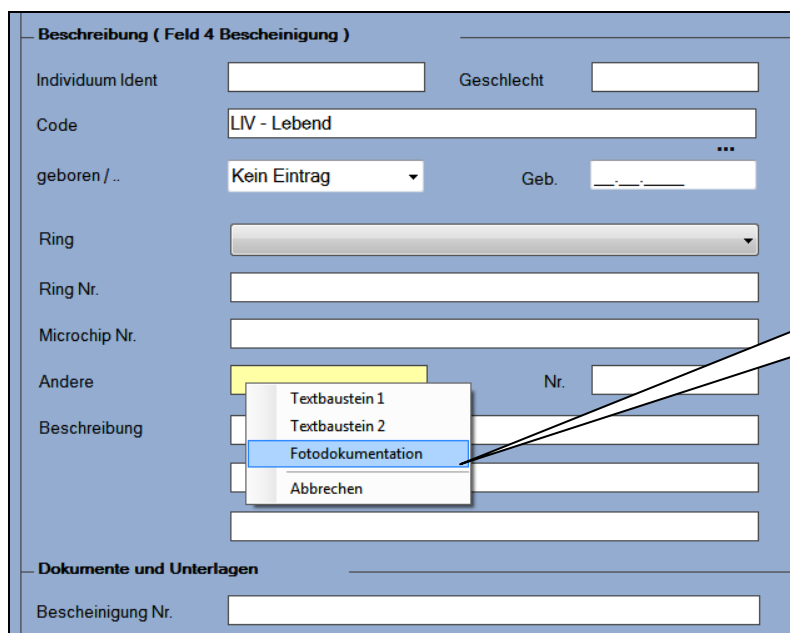 Beschreibung ( Feld 4 Bescheinigung )
Individuum Ident
Geschlecht
Code
LIV - Lebend
...
geboren / ..
Kein Eintrag
Geb.
__.__.____
Ring
Ring Nr.
Microchip Nr.
Andere
Nr.
Textbaustein 1
Beschreibung
Textbaustein 2
Fotodokumentation
Abbrechen
Dokumente und Unterlagen
Bescheinigung Nr.